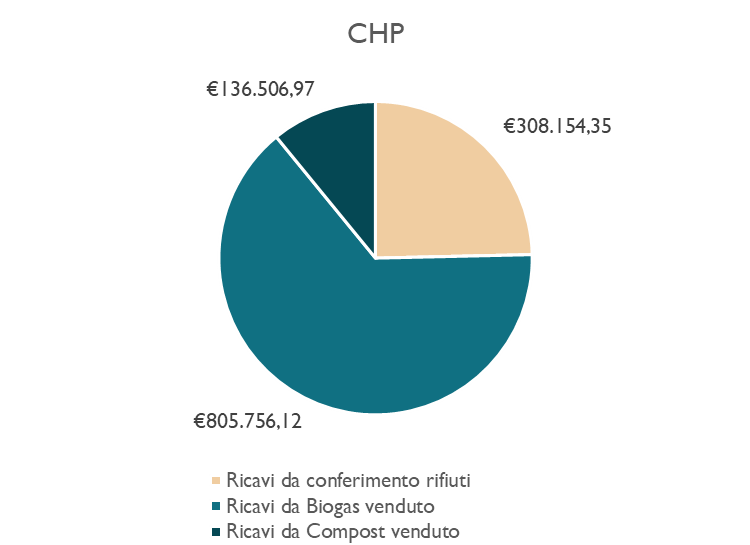 CHP
€136.506,97
€308.154,35
€805.756,12
Ricavi da conferimento rifiuti
Ricavi da Biogas venduto
Ricavi da Compost venduto